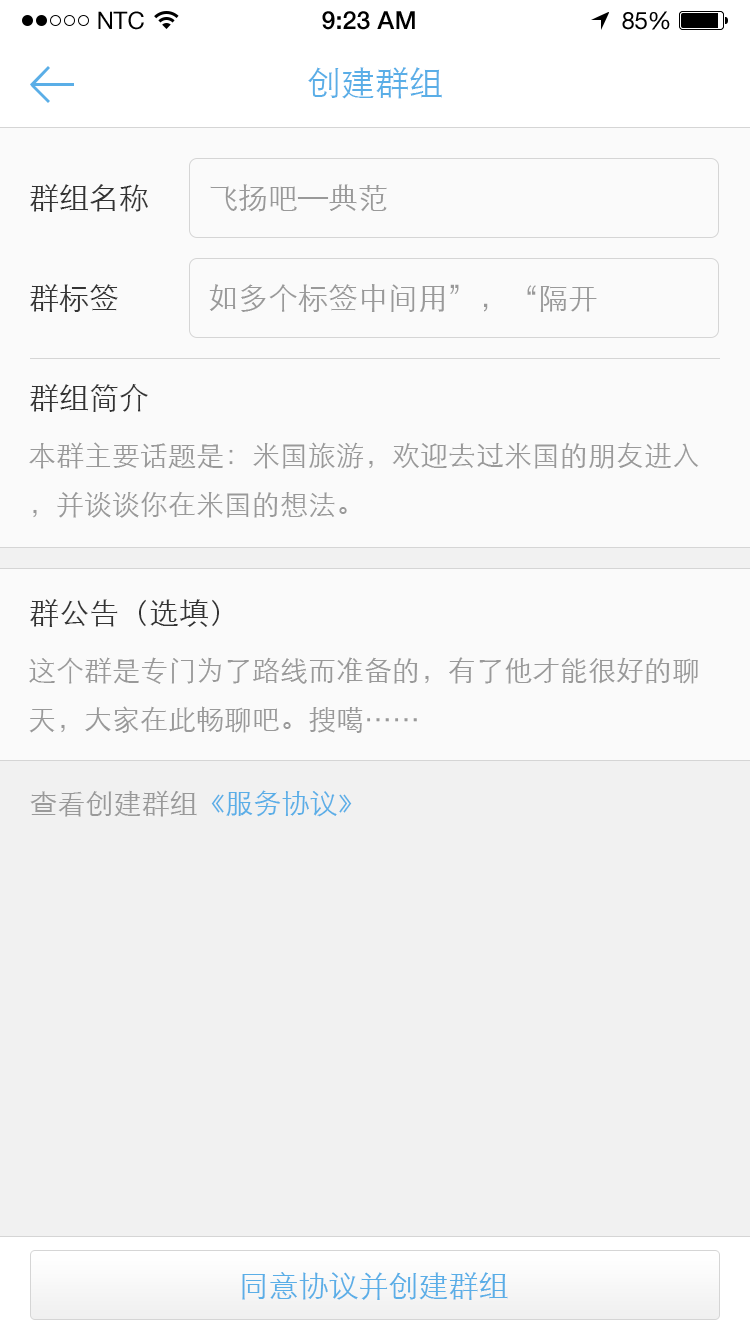 NTC 9:23 AM 85%
创建群组
群组名称 飞扬吧—典范
群标签 如多个标签中间用”，“隔开
群组简介
本群主要话题是：米国旅游，欢迎去过米国的朋友进入
，并谈谈你在米国的想法。
群公告（选填）
这个群是专门为了路线而准备的，有了他才能很好的聊
天，大家在此畅聊吧。搜噶……
查看创建群组《服务协议》
同意协议并创建群组